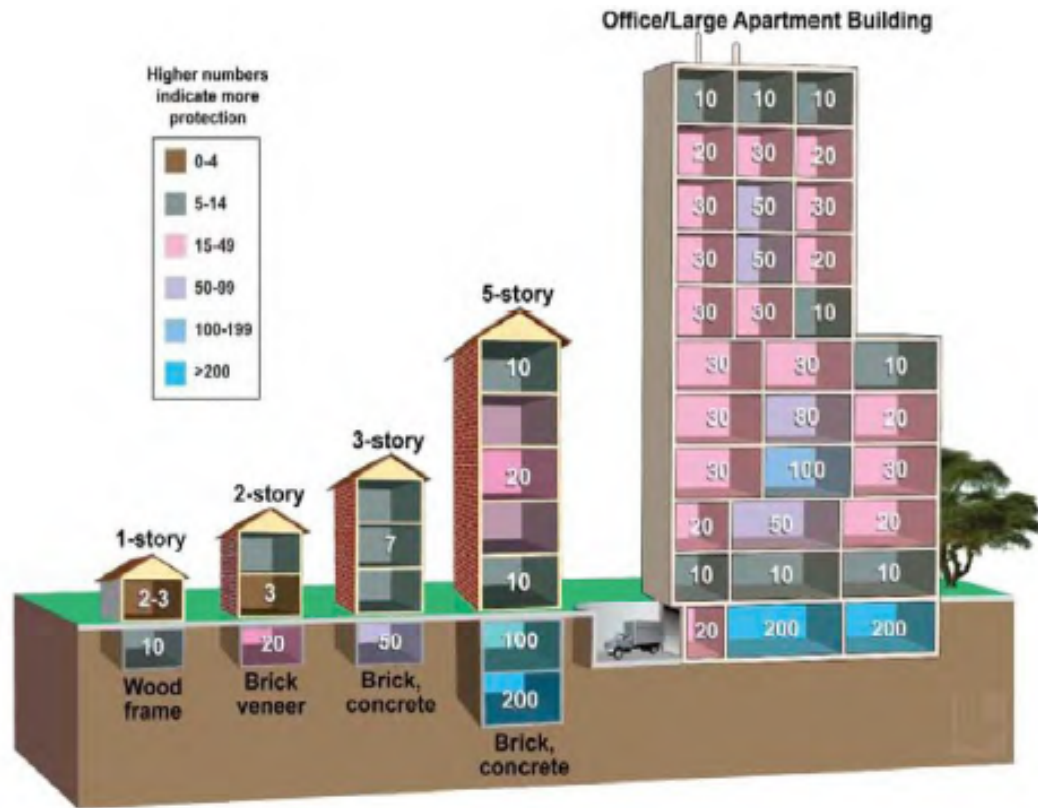 Office/Large Apartment Building
Higher numbers
indicate more
protection
0-4
5-14
15-49
50-99
100-199
>200
10 10 10
20 30 20
30 50 30
30 50 20
30 30 10
30 30 10
30 80 20
30 100 30
20 50 20
10 10 10
20 200 200
5-story
10
20
10
100
200
Brick,
concrete
3-story
7
50
Brick,
concrete
2-story
3
20
Brick
veneer
1-story
2-3
10
Wood
frame